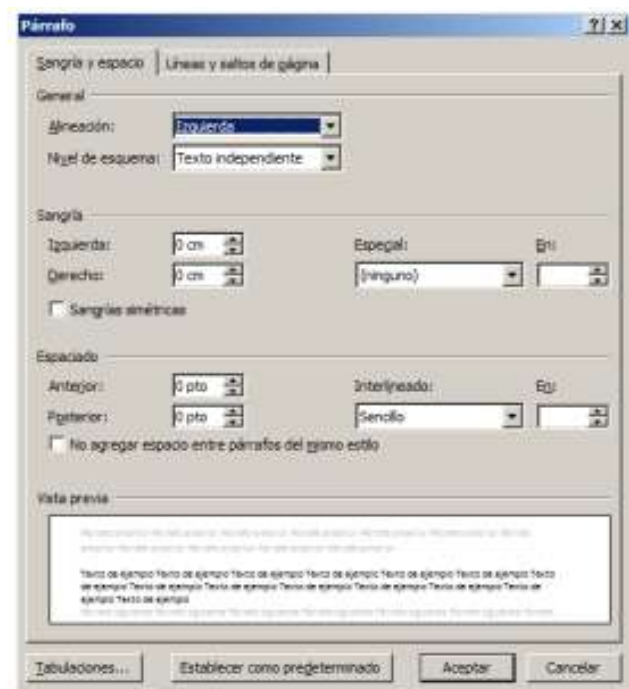 Párrafo
Sangría y espacio Líneas y saltos de página
General
Alineación: Izquierda
Nivel de esquema: Texto independiente
Sangría
Izquierda: 0 cm Especial: En:
Derecho: 0 cm (ninguno)
Sangrías simétricas
Espaciado
Anterior: 0 pto Interlineado: En:
Posterior: 0 pto Sencillo
No agregar espacio entre párrafos del mismo estilo
Vista previa
Texto de ejemplo Texto de ejemplo Texto de ejemplo Texto de ejemplo Texto de ejemplo Texto de ejemplo Texto
de ejemplo Texto de ejemplo Texto de ejemplo Texto de ejemplo Texto de ejemplo Texto de ejemplo Texto de
ejemplo Texto de ejemplo
Tabulaciones... Establecer como predeterminado Aceptar Cancelar